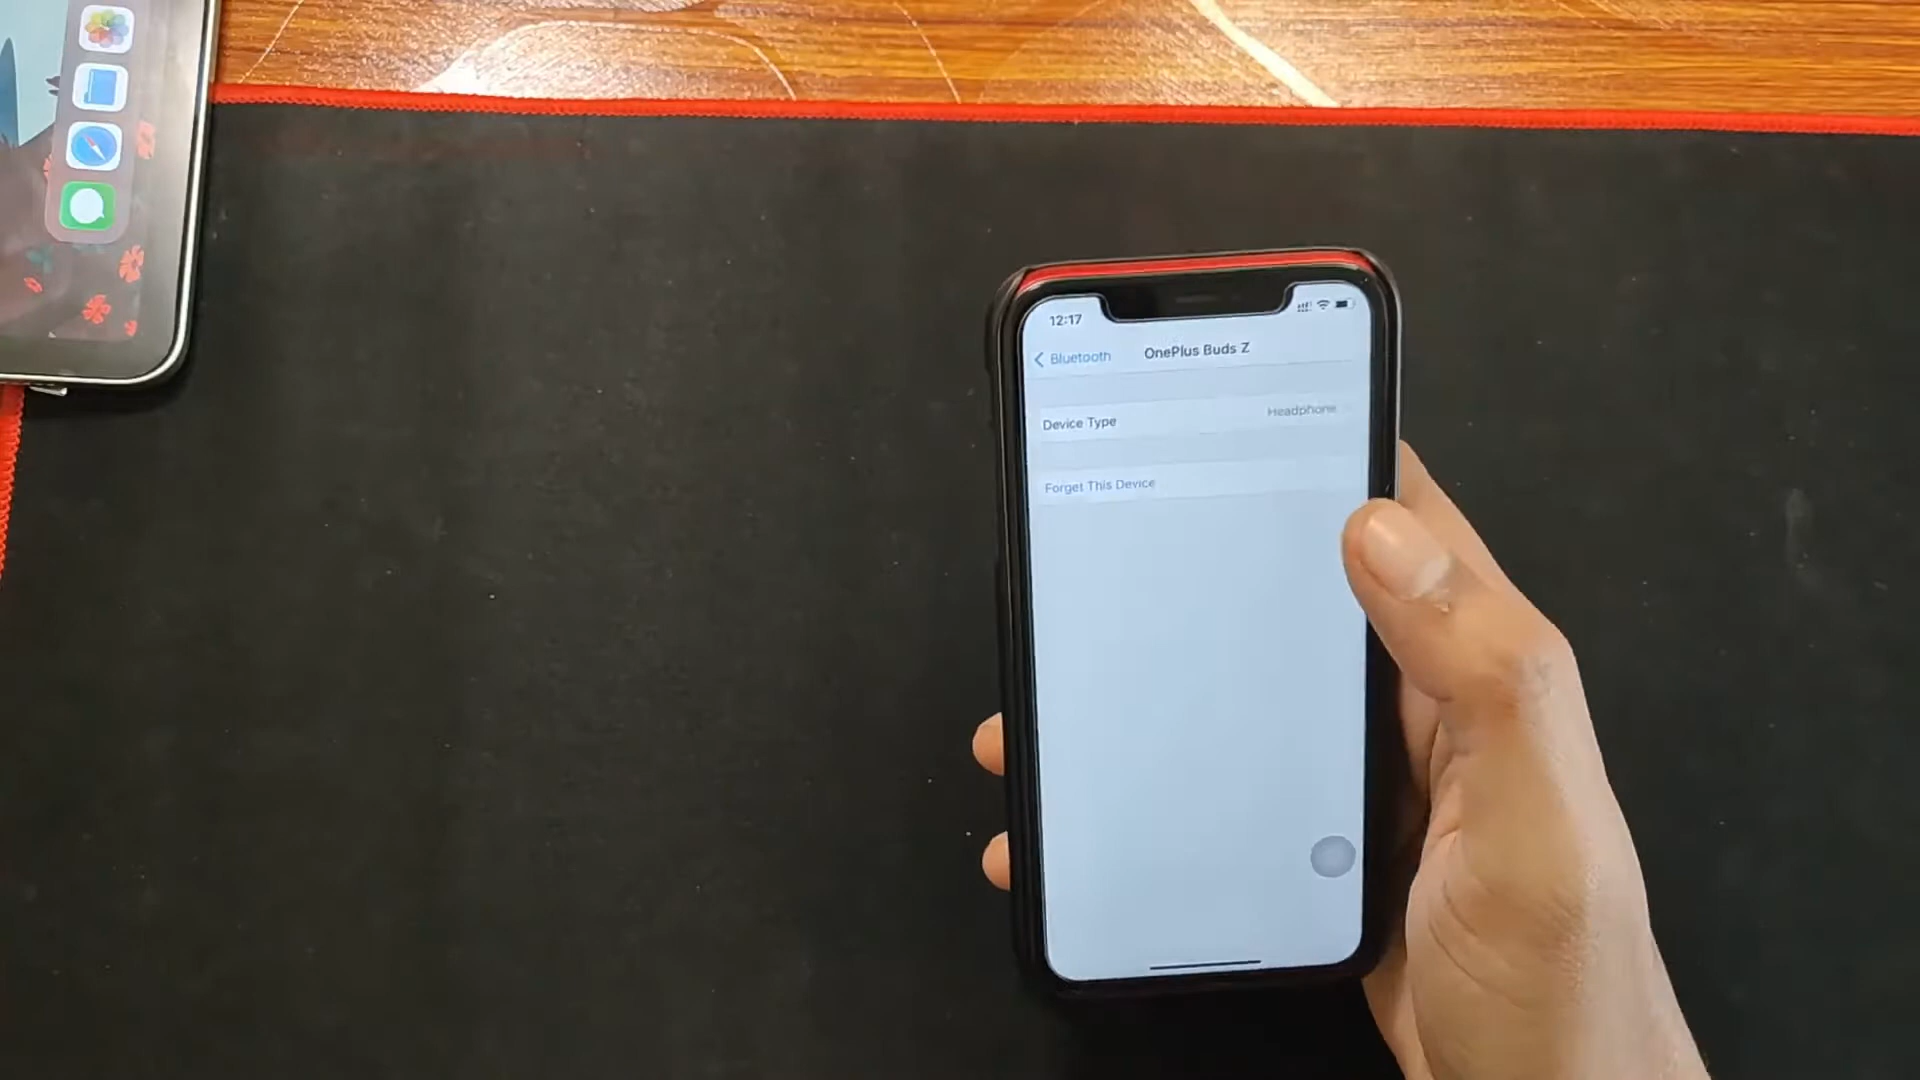 12:17
Bluetooth
OnePlus Buds Z
Device Type
Headphone
Forget This Device